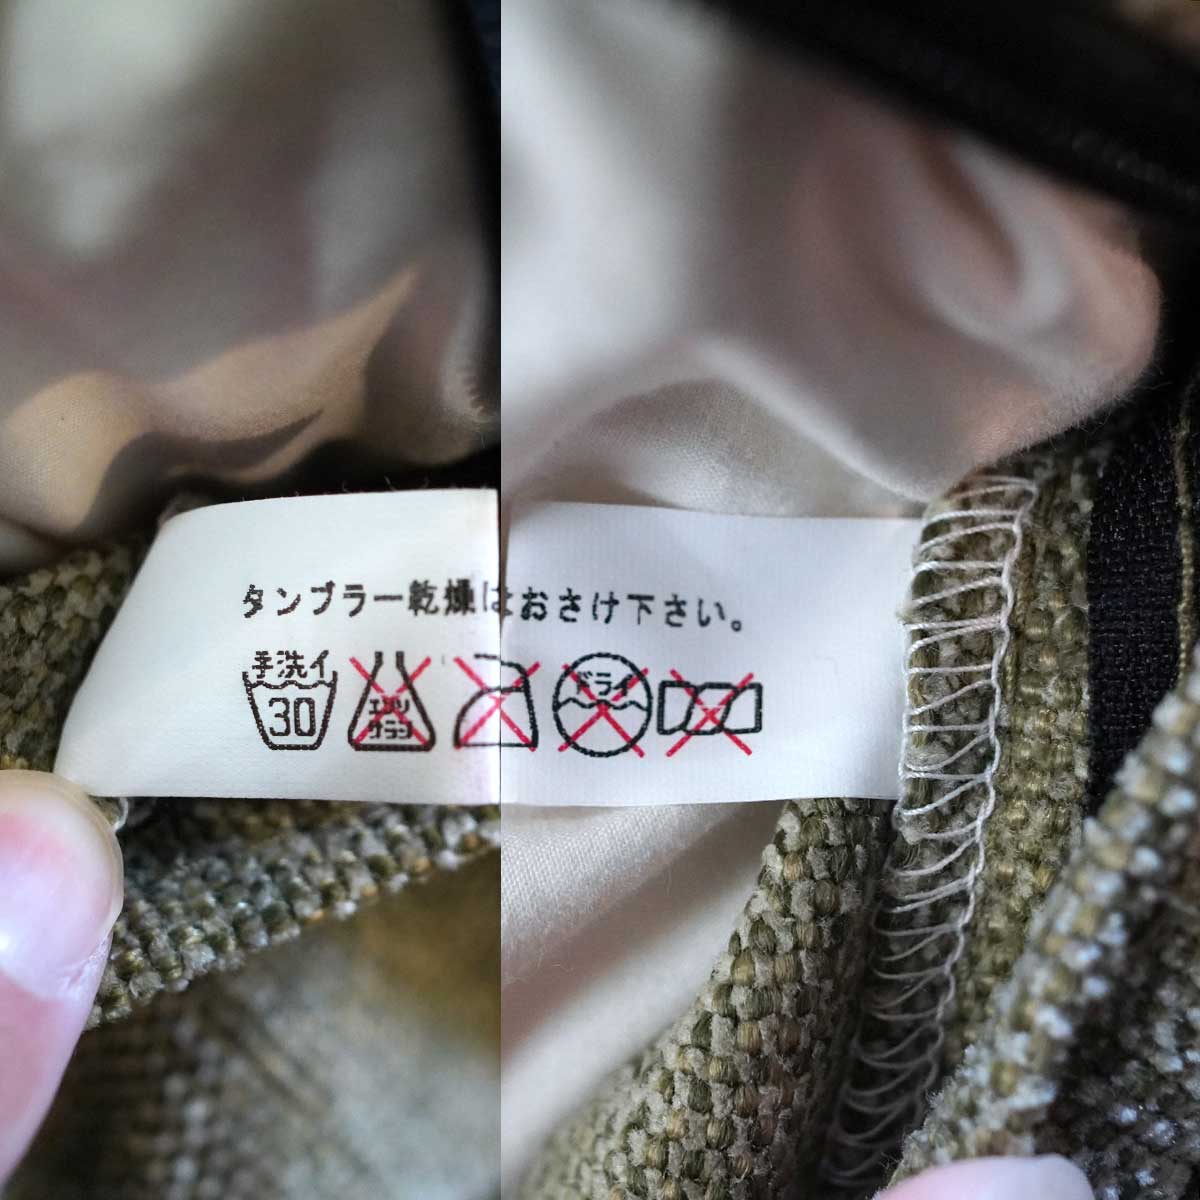 タンブラー乾燥はおさけ下さい。
手洗イ
30
エンソ
サラシ
ドライ